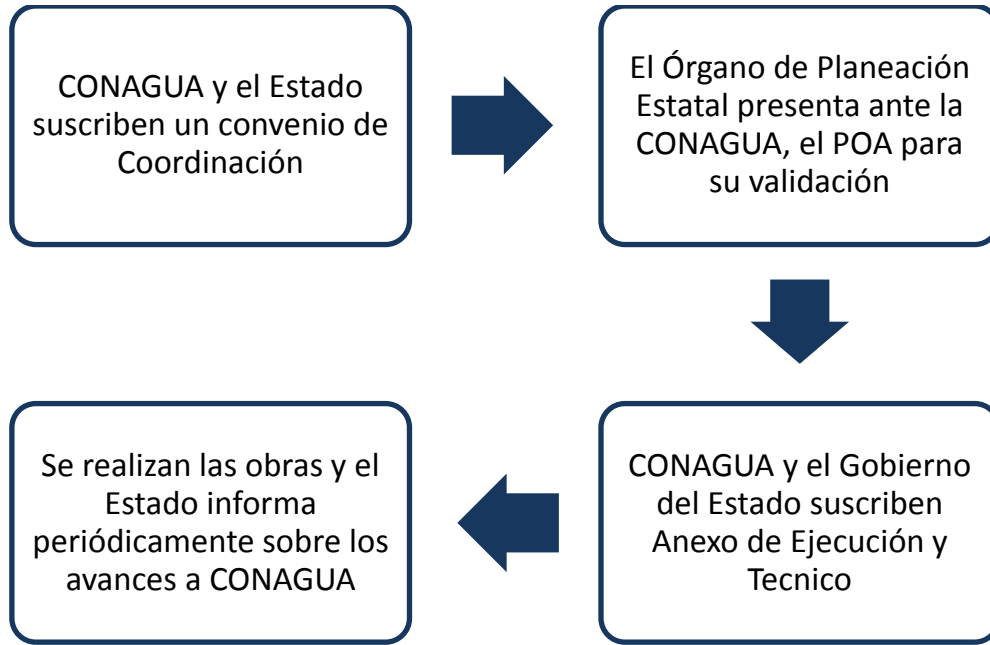 CONAGUA y el Estado
suscriben un convenio de
Coordinación
El Órgano de Planeación
Estatal presenta ante la
CONAGUA, el POA para
su validación
CONAGUA y el Gobierno
del Estado suscriben
Anexo de Ejecución y
Tecnico
Se realizan las obras y el
Estado informa
periódicamente sobre los
avances a CONAGUA